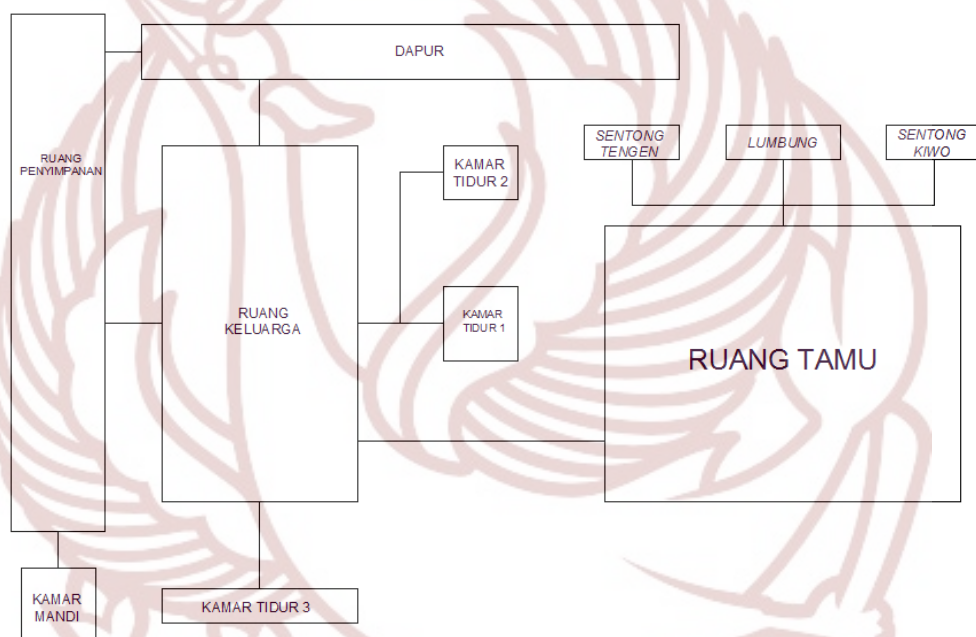 DAPUR
RUANG
PENYIMPANAN
SENTONG
TENGEN
LUMBUNG
SENTONG
KIWO
KAMAR
TIDUR 2
RUANG
KELUARGA
KAMAR
TIDUR 1
RUANG TAMU
KAMAR
MANDI
KAMAR TIDUR 3